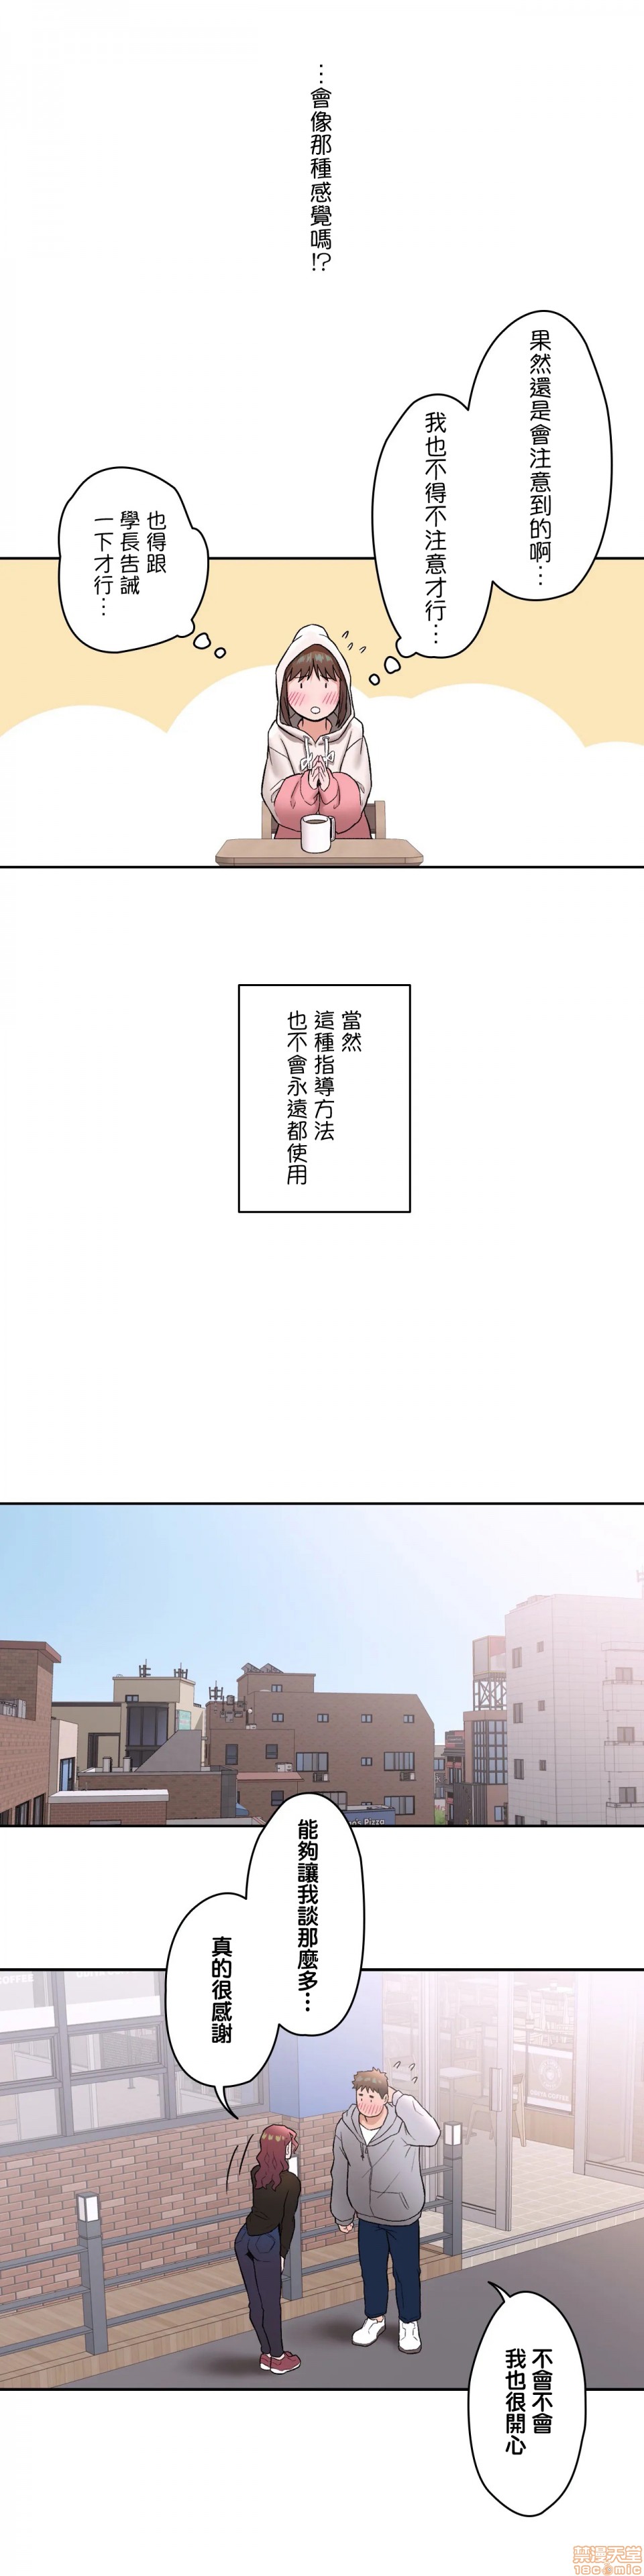 …會像那種感覺嗎!?
果然還是會注意到的啊…
我也不得不注意才行…
也得跟
學長告誡
一下才行…
當然
這種指導方法
也不會永遠都使用
能夠讓我談那麼多…
真的很感謝
COFFEE
不會不會
我也很開心
禁漫天堂
18comic